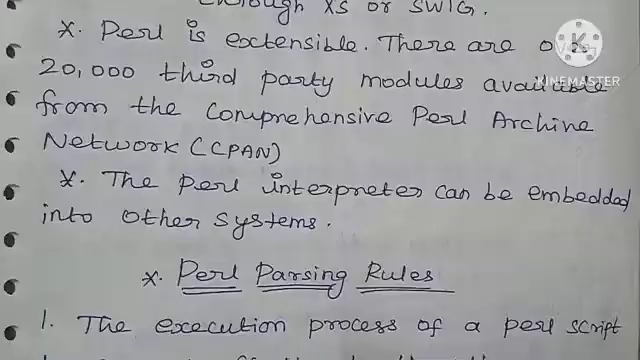 through XS or SWIG.
*. Perl is extensible. There are
20,000 third party modules available
from the Comprehensive Perl Archive
Network (CPAN)
*. The Perl interpreter can be embedded
into other systems.
*. Perl Parsing Rules
1. The execution process of a perl script
K
KINEMASTER